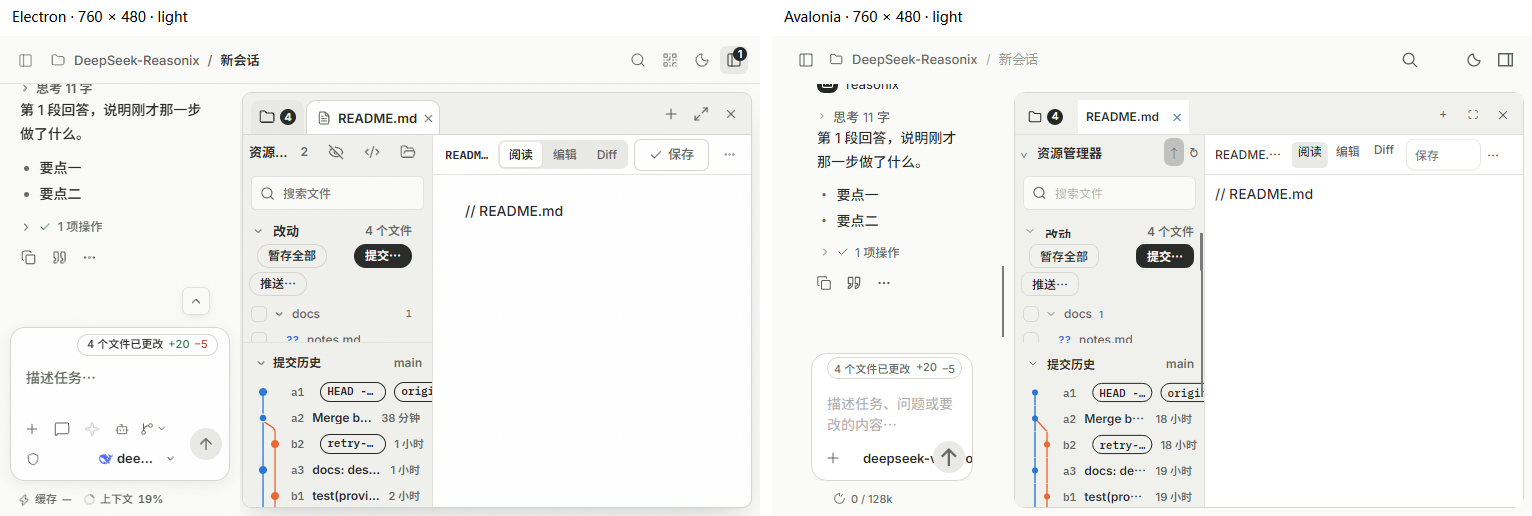 Electron · 760 × 480 · light
DeepSeek-Reasonix / 新会话
1
思考 11 字
第 1 段回答，说明刚才那一步
做了什么。
• 要点一
• 要点二
1 项操作
4 个文件已更改 +20 −5
描述任务…
dee...
缓存 — 上下文 19%
4
README.md
资源... 2
搜索文件
改动 4 个文件
暂存全部 提交…
推送…
docs 1
?? notes.md
提交历史 main
a1 HEAD -… origi
a2 Merge b... 38 分钟
b2 retry-… 1 小时
a3 docs: des... 1 小时
b1 test(provi... 2 小时
READM... 阅读 编辑 Diff 保存 ...
// README.md
Avalonia · 760 × 480 · light
DeepSeek-Reasonix / 新会话
reasonix
思考 11 字
第 1 段回答，说明刚才
那一步做了什么。
• 要点一
• 要点二
1 项操作
4 个文件已更改 +20 −5
描述任务、问题或要
改的内容…
deepseek-v
0 / 128k
4
README.md
资源管理器 ↑ ↻
搜索文件
改动 4 个文件
暂存全部 提交…
推送…
docs 1
?? notes.md
提交历史 main
a1 HEAD -… origi
a2 Merge b… 18 小时
b2 retry-… 18 小时
a3 docs: de… 19 小时
b1 test(pro… 19 小时
README.… 阅读 编辑 Diff 保存 ...
// README.md